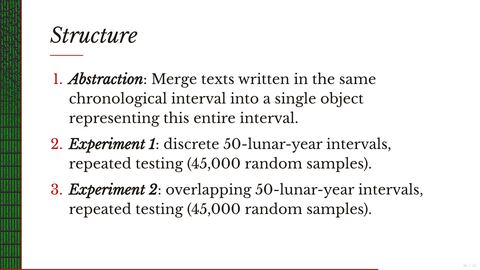 Structure
1. Abstraction: Merge texts written in the same
chronological interval into a single object
representing this entire interval.
2. Experiment 1: discrete 50-lunar-year intervals,
repeated testing (45,000 random samples).
3. Experiment 2: overlapping 50-lunar-year intervals,
repeated testing (45,000 random samples).